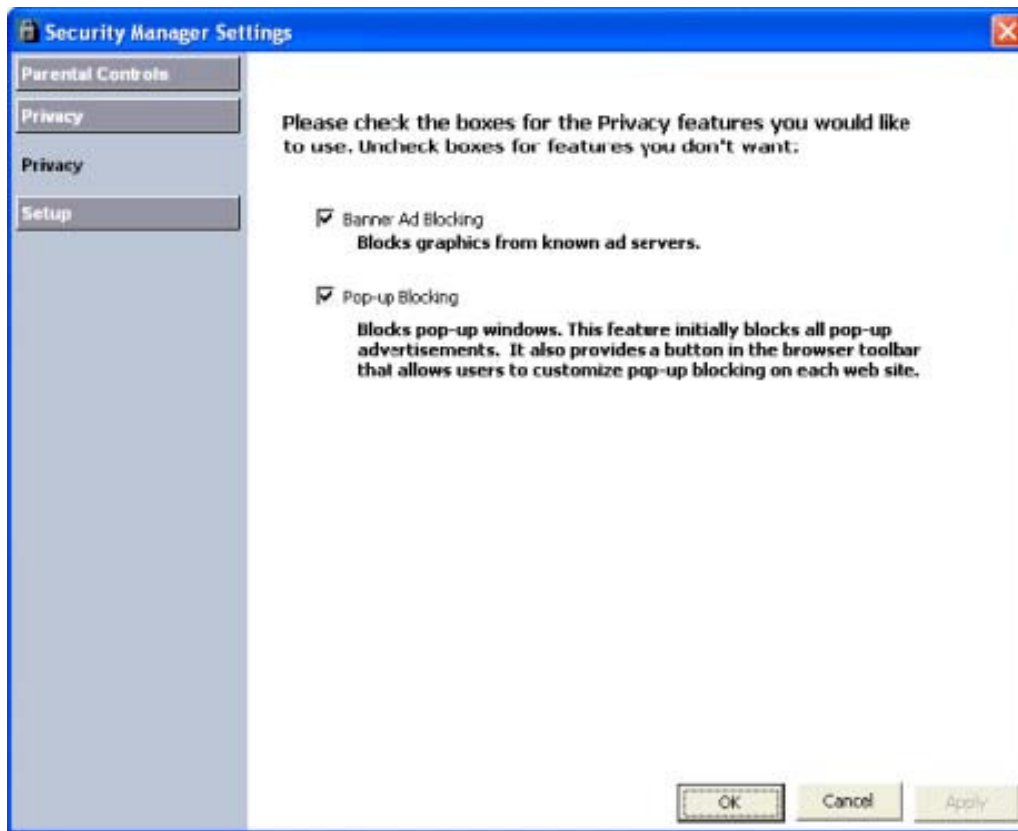 Security Manager Settings
Parental Controls
Privacy
Privacy
Setup
Please check the boxes for the Privacy features you would like
to use. Uncheck boxes for features you don't want:
Banner Ad Blocking
Blocks graphics from known ad servers.
Pop-up Blocking
Blocks pop-up windows. This feature initially blocks all pop-up
advertisements. It also provides a button in the browser toolbar
that allows users to customize pop-up blocking on each web site.
OK
Cancel
Apply